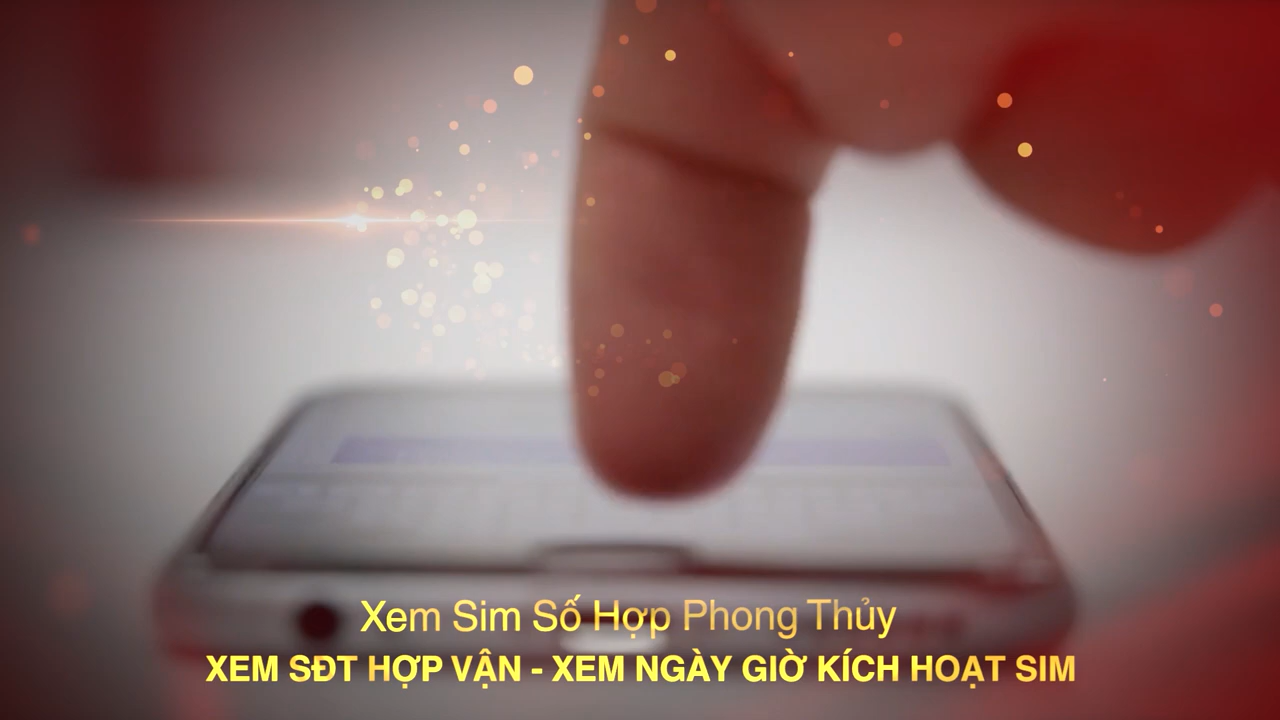 Xem Sim Số Hợp Phong Thủy
XEM SĐT HỢP VẬN - XEM NGÀY GIỜ KÍCH HOẠT SIM